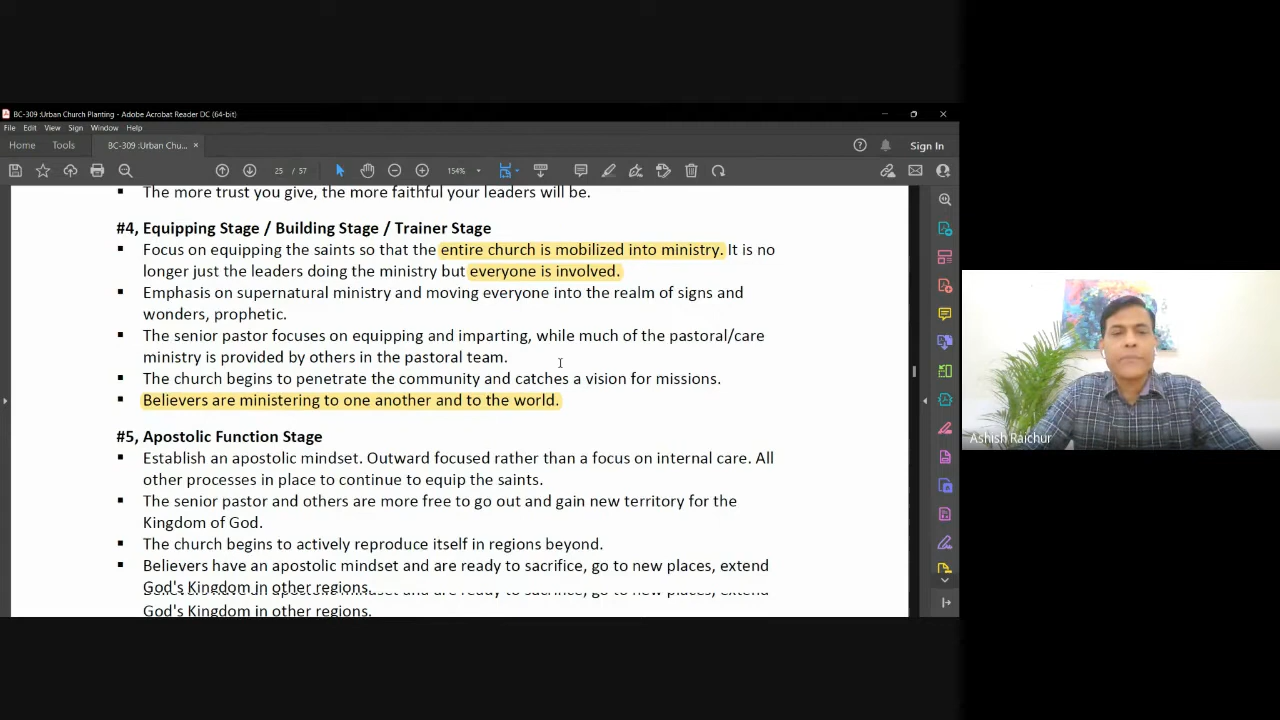 BC-309 :Urban Church Planting - Adobe Acrobat Reader DC (64-bit)
File Edit View Sign Window Help
Home Tools BC-309 :Urban Chu... × Sign In
25 / 57 154%
The more trust you give, the more faithful your leaders will be.
#4, Equipping Stage / Building Stage / Trainer Stage
▪ Focus on equipping the saints so that the entire church is mobilized into ministry. It is no
longer just the leaders doing the ministry but everyone is involved.
▪ Emphasis on supernatural ministry and moving everyone into the realm of signs and
wonders, prophetic.
▪ The senior pastor focuses on equipping and imparting, while much of the pastoral/care
ministry is provided by others in the pastoral team.
▪ The church begins to penetrate the community and catches a vision for missions.
▪ Believers are ministering to one another and to the world.
#5, Apostolic Function Stage
▪ Establish an apostolic mindset. Outward focused rather than a focus on internal care. All
other processes in place to continue to equip the saints.
▪ The senior pastor and others are more free to go out and gain new territory for the
Kingdom of God.
▪ The church begins to actively reproduce itself in regions beyond.
▪ Believers have an apostolic mindset and are ready to sacrifice, go to new places, extend
God's Kingdom in other regions.
and are ready to sacrifice, go to new places, extend
God's Kingdom in other regions.
Ashish Raichur